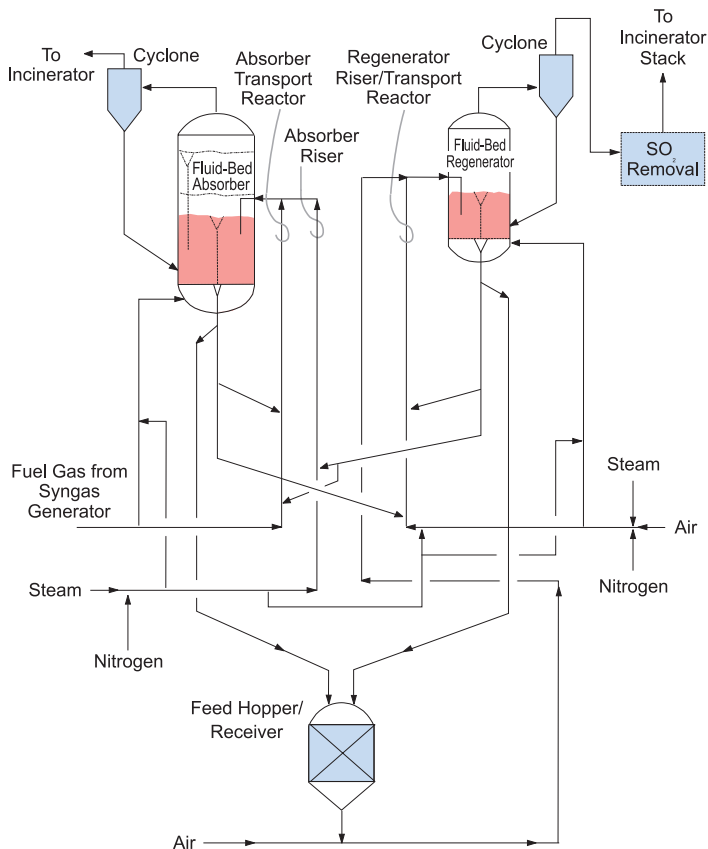 To
Incinerator
Cyclone
Absorber
Transport
Reactor
Absorber
Riser
Regenerator
Riser/Transport
Reactor
Cyclone
To
Incinerator
Stack
Fluid-Bed
Absorber
Fluid-Bed
Regenerator
SO2
Removal
Fuel Gas from
Syngas
Generator
Steam
Air
Nitrogen
Steam
Nitrogen
Feed Hopper/
Receiver
Air